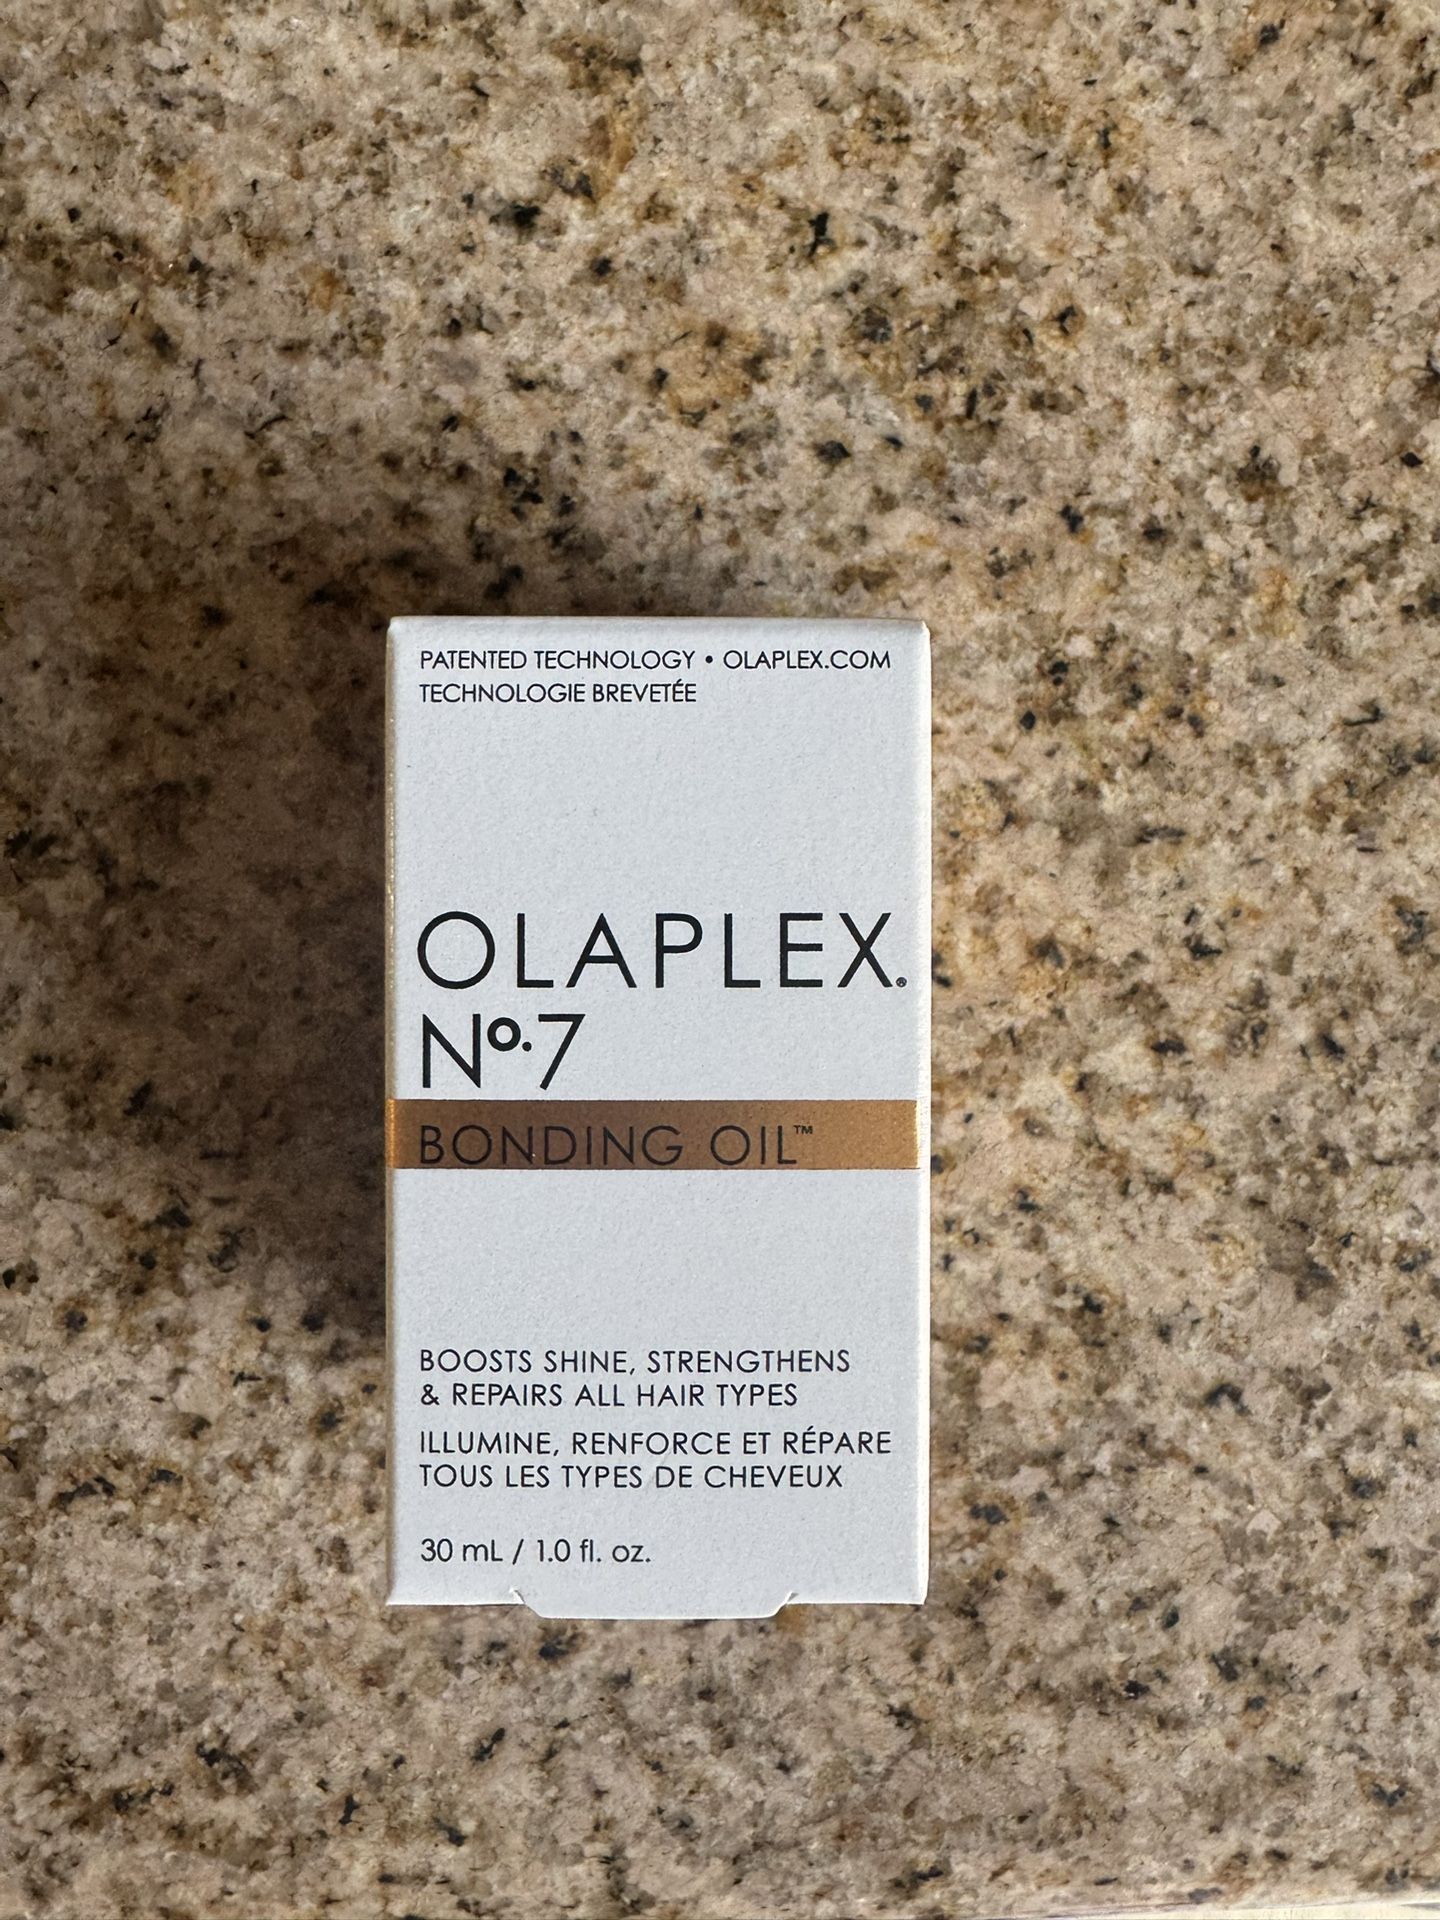 PATENTED TECHNOLOGY • OLAPLEX.COM
TECHNOLOGIE BREVETÉE
OLAPLEX®
Nº.7
BONDING OIL™
BOOSTS SHINE, STRENGTHENS
& REPAIRS ALL HAIR TYPES
ILLUMINE, RENFORCE ET RÉPARE
TOUS LES TYPES DE CHEVEUX
30 mL / 1.0 fl. oz.